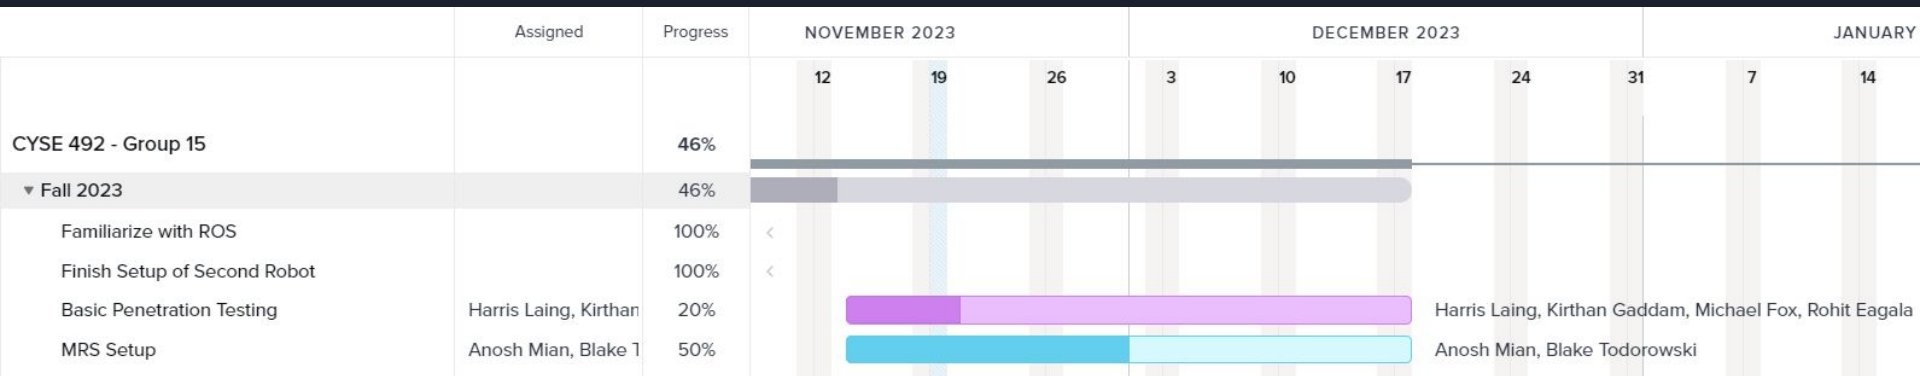 Assigned Progress NOVEMBER 2023 DECEMBER 2023 JANUARY
12 19 26 3 10 17 24 31 7 14
CYSE 492 - Group 15 46%
Fall 2023 46%
Familiarize with ROS 100%
Finish Setup of Second Robot 100%
Basic Penetration Testing Harris Laing, Kirthan 20% Harris Laing, Kirthan Gaddam, Michael Fox, Rohit Eagala
MRS Setup Anosh Mian, Blake T 50% Anosh Mian, Blake Todorowski